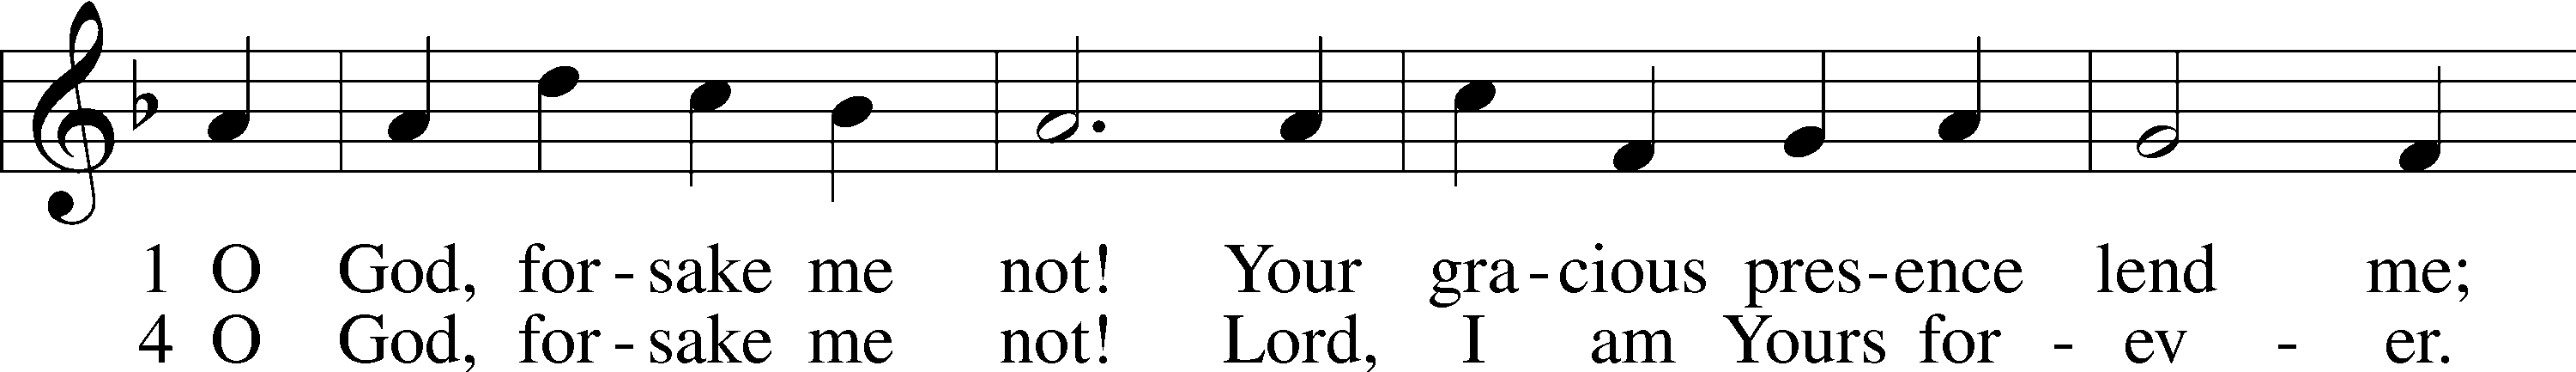 1 O God, for - sake me not! Your gra - cious pres - ence lend me;
4 O God, for - sake me not! Lord, I am Yours for - ev - er.